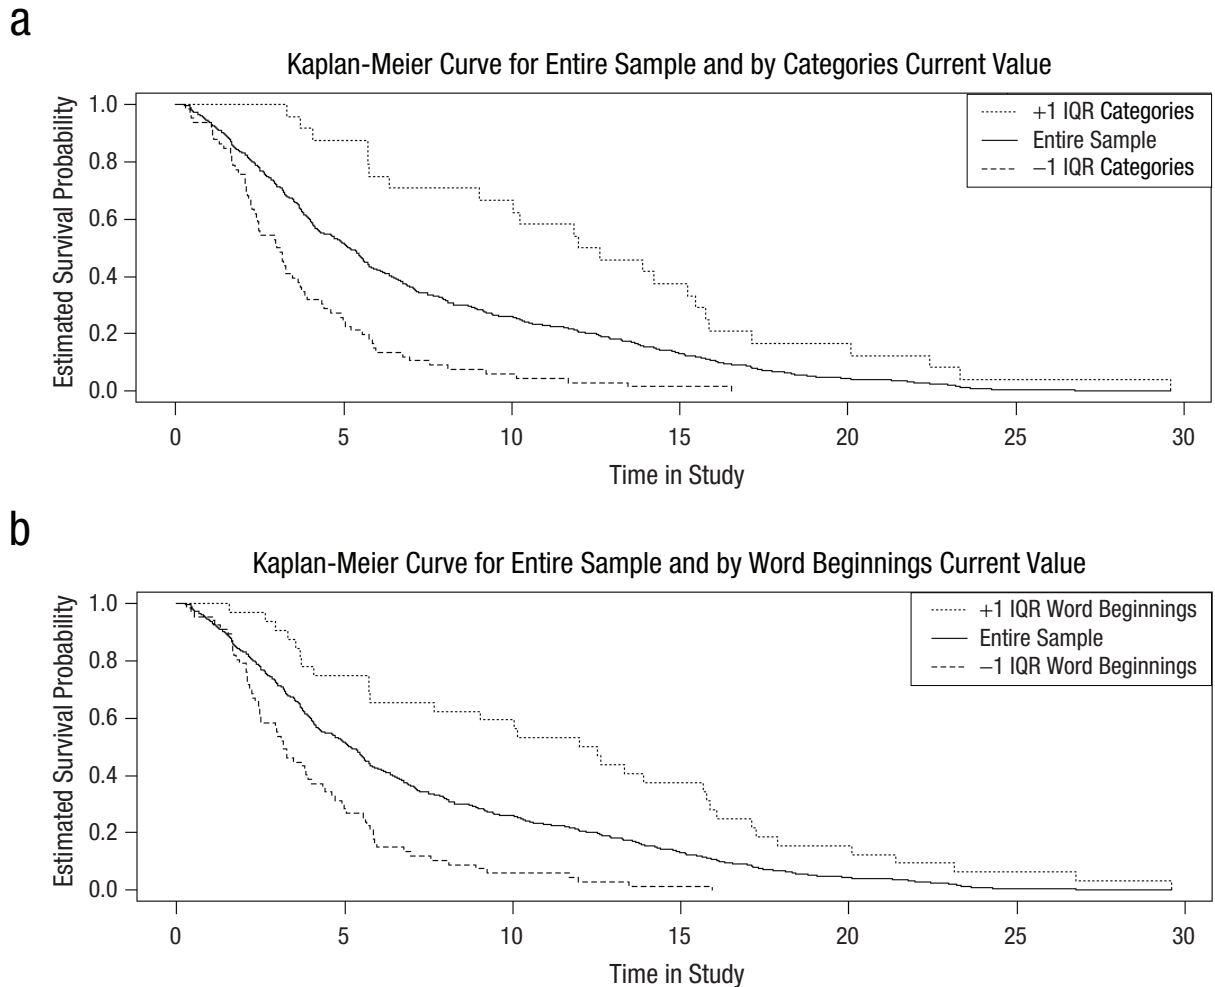 a
Kaplan-Meier Curve for Entire Sample and by Categories Current Value
+1 IQR Categories
Entire Sample
−1 IQR Categories
Estimated Survival Probability
1.0
0.8
0.6
0.4
0.2
0.0
0 5 10 15 20 25 30
Time in Study
b
Kaplan-Meier Curve for Entire Sample and by Word Beginnings Current Value
+1 IQR Word Beginnings
Entire Sample
−1 IQR Word Beginnings
Estimated Survival Probability
1.0
0.8
0.6
0.4
0.2
0.0
0 5 10 15 20 25 30
Time in Study